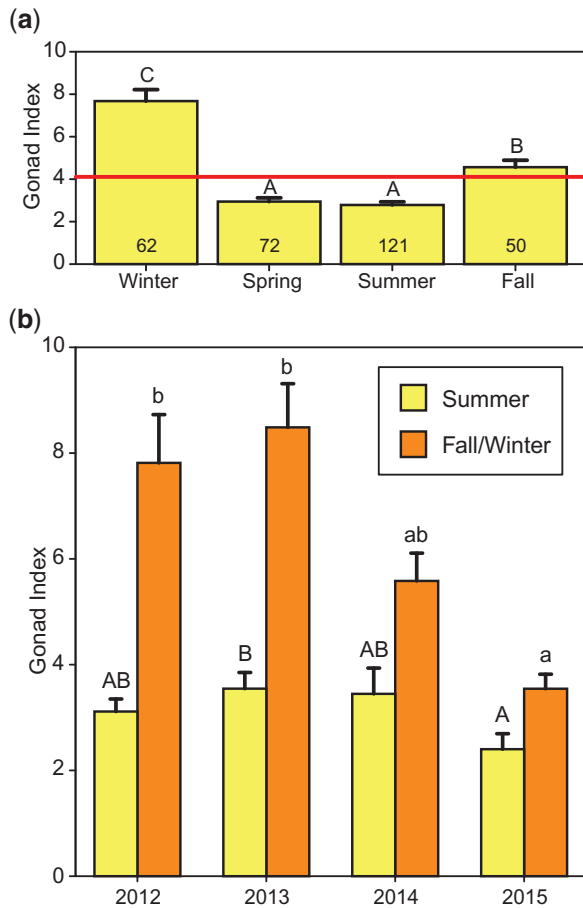 (a)
10
8
6
4
2
0
Gonad Index
C
A
A
B
62
72
121
50
Winter
Spring
Summer
Fall
(b)
10
8
6
4
2
0
Gonad Index
Summer
Fall/Winter
AB
b
B
b
AB
ab
A
a
2012
2013
2014
2015